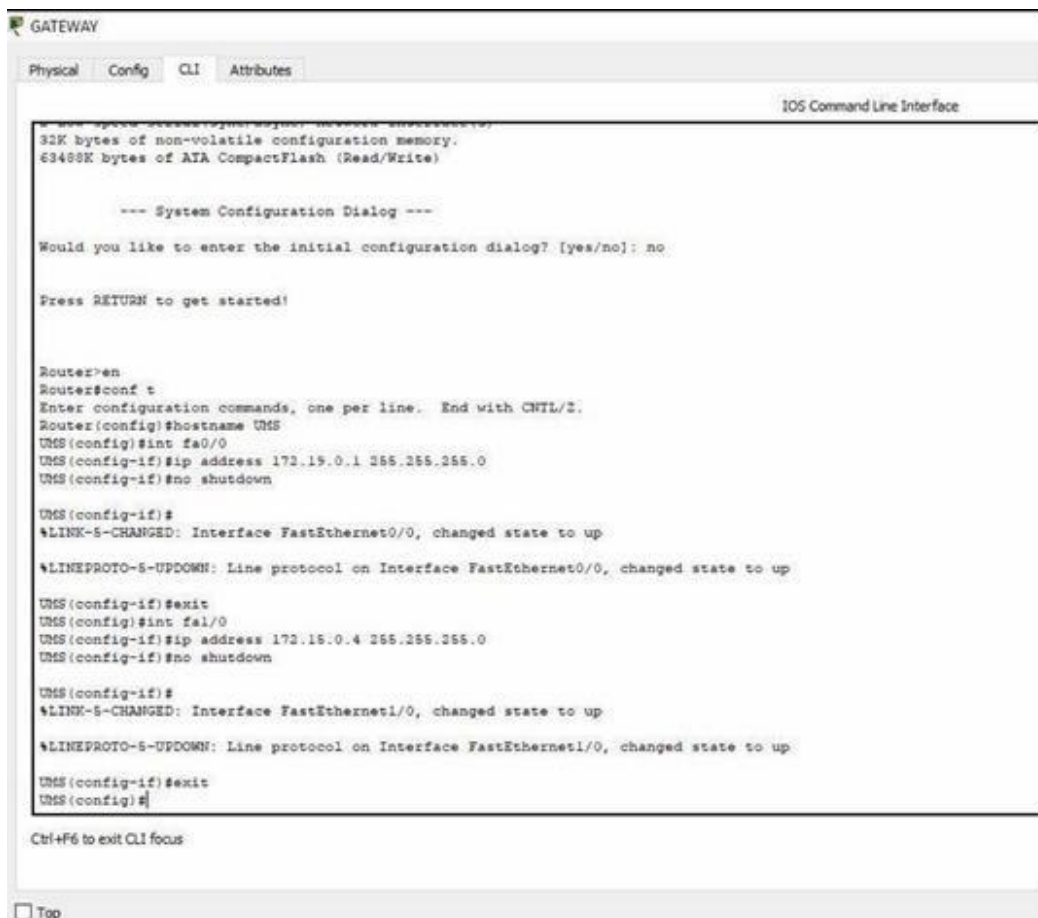 GATEWAY
Physical Config CLI Attributes
IOS Command Line Interface
32K bytes of non-volatile configuration memory.
63488K bytes of ATA CompactFlash (Read/Write)
--- System Configuration Dialog ---
Would you like to enter the initial configuration dialog? [yes/no]: no
Press RETURN to get started!
Router>en
Router#conf t
Enter configuration commands, one per line. End with CNTL/Z.
Router(config)#hostname UMS
UMS(config)#int fa0/0
UMS(config-if)#ip address 172.19.0.1 255.255.255.0
UMS(config-if)#no shutdown
UMS(config-if)#
%LINK-5-CHANGED: Interface FastEthernet0/0, changed state to up
%LINEPROTO-5-UPDOWN: Line protocol on Interface FastEthernet0/0, changed state to up
UMS(config-if)#exit
UMS(config)#int fa1/0
UMS(config-if)#ip address 255.255.255.0
UMS(config-if)#no shutdown
UMS(config-if)#
%LINK-5-CHANGED: Interface FastEthernet1/0, changed state to up
%LINEPROTO-5-UPDOWN: Line protocol on Interface FastEthernet1/0, changed state to up
UMS(config-if)#exit
UMS(config)#
Ctrl+F6 to exit CLI focus
Top